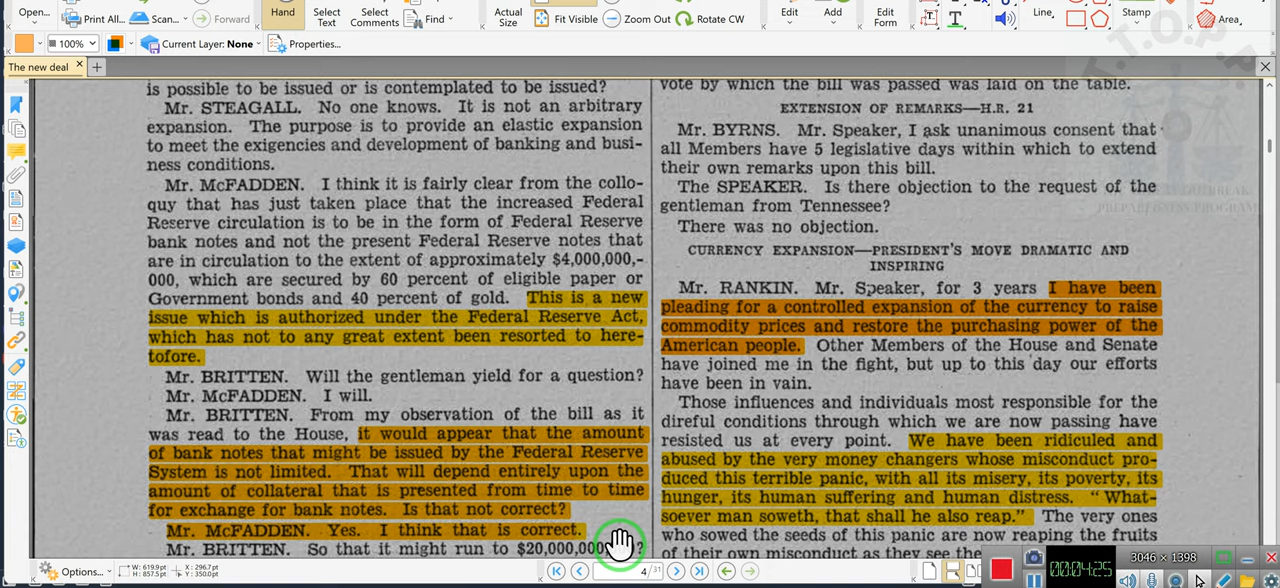 Open...
Print All...
Scan...
Forward
Hand
Select Text
Select Comments
Find
Actual Size
Fit Visible
Zoom Out
Rotate CW
Edit
Add
Edit Form
Line,
Stamp
Area,
100%
Current Layer: None
Properties...
The new deal
is possible to be issued or is contemplated to be issued?
Mr. STEAGALL. No one knows. It is not an arbitrary
expansion. The purpose is to provide an elastic expansion
to meet the exigencies and development of banking and busi-
ness conditions.
Mr. McFADDEN. I think it is fairly clear from the collo-
quy that has just taken place that the increased Federal
Reserve circulation is to be in the form of Federal Reserve
bank notes and not the present Federal Reserve notes that
are in circulation to the extent of approximately $4,000,000,-
000, which are secured by 60 percent of eligible paper or
Government bonds and 40 percent of gold. This is a new
issue which is authorized under the Federal Reserve Act,
which has not to any great extent been resorted to here-
tofore.
Mr. BRITTEN. Will the gentleman yield for a question?
Mr. McFADDEN. I will.
Mr. BRITTEN. From my observation of the bill as it
was read to the House, it would appear that the amount
of bank notes that might be issued by the Federal Reserve
System is not limited. That will depend entirely upon the
amount of collateral that is presented from time to time
for exchange for bank notes. Is that not correct?
Mr. McFADDEN. Yes. I think that is correct.
Mr. BRITTEN. So that it might run to $20,000,000
vote by which the bill was passed was laid on the table.
EXTENSION OF REMARKS—H.R. 21
Mr. BYRNS. Mr. Speaker, I ask unanimous consent that
all Members have 5 legislative days within which to extend
their own remarks upon this bill.
The SPEAKER. Is there objection to the request of the
gentleman from Tennessee?
There was no objection.
CURRENCY EXPANSION—PRESIDENT'S MOVE DRAMATIC AND
INSPIRING
Mr. RANKIN. Mr. Speaker, for 3 years I have been
pleading for a controlled expansion of the currency to raise
commodity prices and restore the purchasing power of the
American people. Other Members of the House and Senate
have joined me in the fight, but up to this day our efforts
have been in vain.
Those influences and individuals most responsible for the
direful conditions through which we are now passing have
resisted us at every point. We have been ridiculed and
abused by the very money changers whose misconduct pro-
duced this terrible panic, with all its misery, its poverty, its
hunger, its human suffering and human distress. "What-
soever man soweth, that shall he also reap." The very ones
who sowed the seeds of this panic are now reaping the fruits
of their own misconduct as they see the
T.O.P.P
PREPAREDNESS PROGRAM
Options...
W: 619.9pt
H: 857.5pt
X: 296.7pt
Y: 350.0pt
4 / 31
00:04:25
3046 x 1398